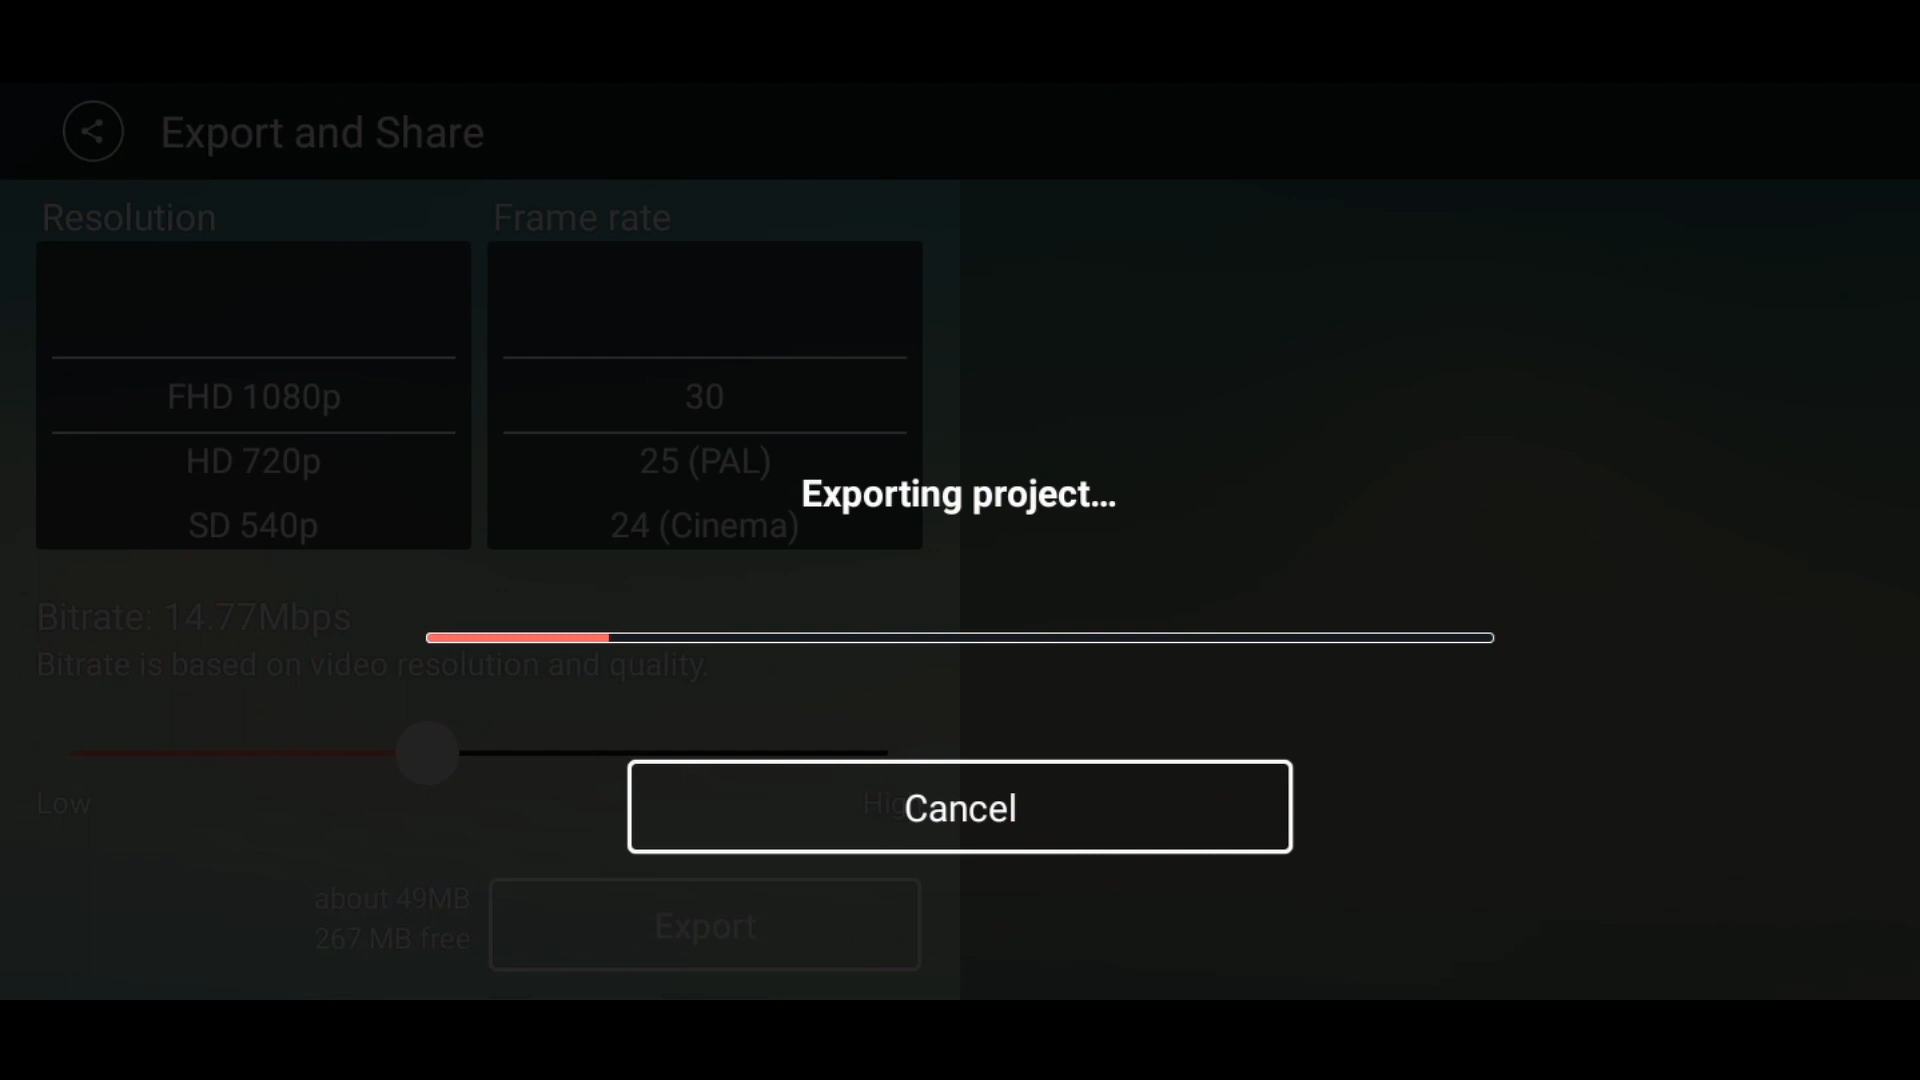 Export and Share
Resolution
Frame rate
FHD 1080p
HD 720p
SD 540p
30
25 (PAL)
24 (Cinema)
Exporting project...
Bitrate: 14.77Mbps
Bitrate is based on video resolution and quality.
Low
Hig
Cancel
about 49MB
267 MB free
Export